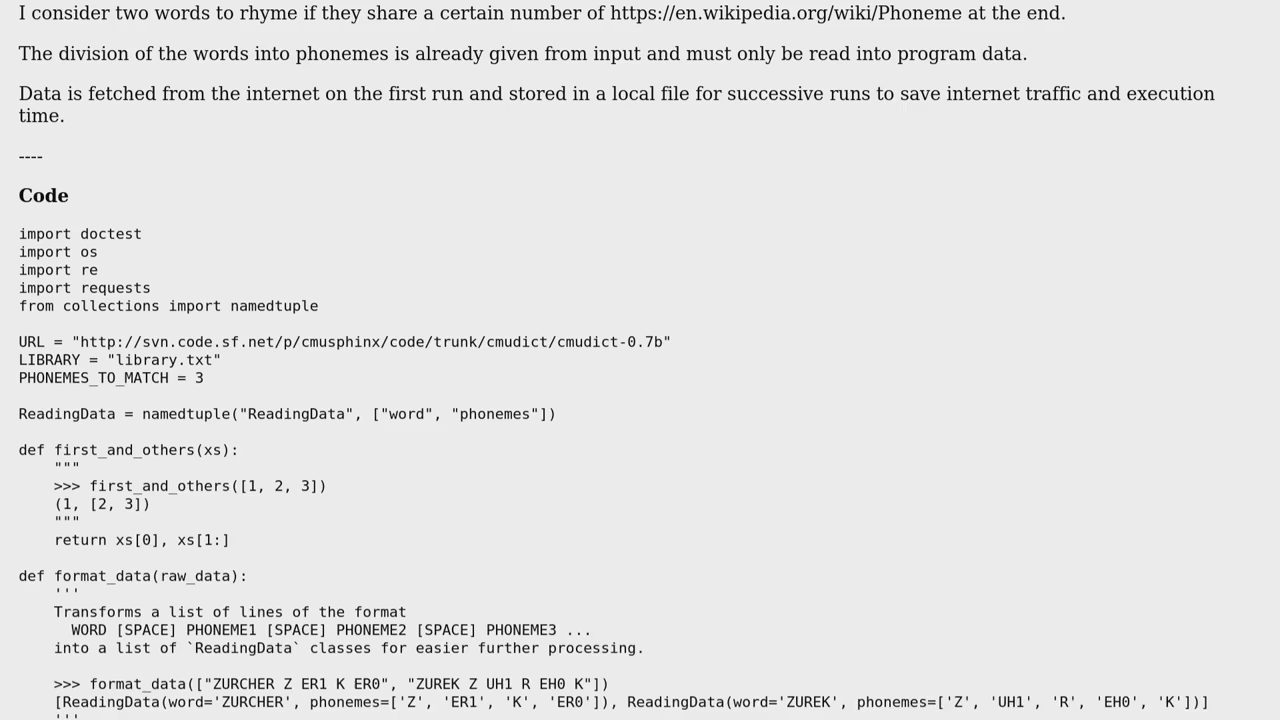 I consider two words to rhyme if they share a certain number of https://en.wikipedia.org/wiki/Phoneme at the end.
The division of the words into phonemes is already given from input and must only be read into program data.
Data is fetched from the internet on the first run and stored in a local file for successive runs to save internet traffic and execution
time.
----
Code
import doctest
import os
import re
import requests
from collections import namedtuple
URL = "http://svn.code.sf.net/p/cmusphinx/code/trunk/cmudict/cmudict-0.7b"
LIBRARY = "library.txt"
PHONEMES_TO_MATCH = 3
ReadingData = namedtuple("ReadingData", ["word", "phonemes"])
def first_and_others(xs):
    """
    >>> first_and_others([1, 2, 3])
    (1, [2, 3])
    """
    return xs[0], xs[1:]
def format_data(raw_data):
    '''
    Transforms a list of lines of the format
      WORD [SPACE] PHONEME1 [SPACE] PHONEME2 [SPACE] PHONEME3 ...
    into a list of `ReadingData` classes for easier further processing.
    >>> format_data(["ZURCHER Z ER1 K ER0", "ZUREK Z UH1 R EH0 K"])
    [ReadingData(word='ZURCHER', phonemes=['Z', 'ER1', 'K', 'ER0']), ReadingData(word='ZUREK', phonemes=['Z', 'UH1', 'R', 'EH0', 'K'])]
    '''